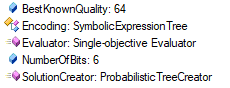 BestKnownQuality: 64
Encoding: SymbolicExpressionTree
Evaluator: Single-objective Evaluator
NumberOfBits: 6
SolutionCreator: ProbabilisticTreeCreator